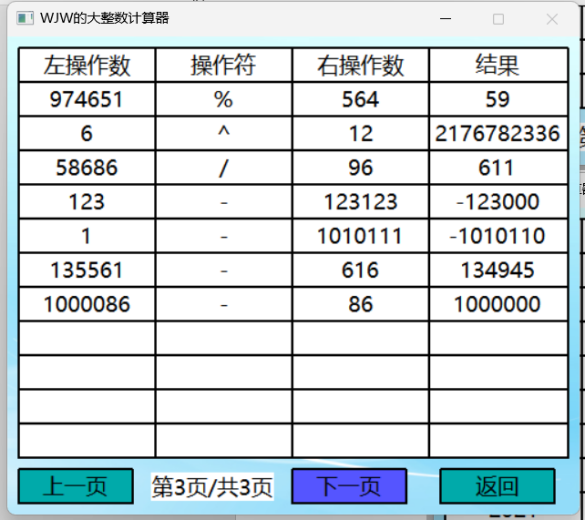 WJW的大整数计算器
左操作数 操作符 右操作数 结果
974651 % 564 59
6 ^ 12 2176782336
58686 / 96 611
123 - 123123 -123000
1 - 1010111 -1010110
135561 - 616 134945
1000086 - 86 1000000
上一页 第3页/共3页 下一页 返回